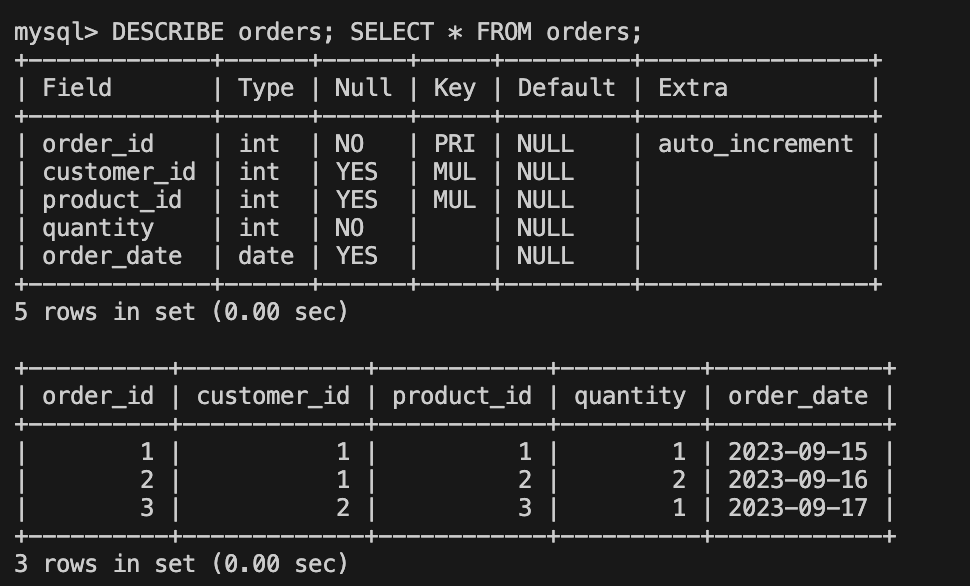 mysql> DESCRIBE orders; SELECT * FROM orders;
+-------------+------+------+-----+---------+----------------+
| Field       | Type | Null | Key | Default | Extra          |
+-------------+------+------+-----+---------+----------------+
| order_id    | int  | NO   | PRI | NULL    | auto_increment |
| customer_id | int  | YES  | MUL | NULL    |                |
| product_id  | int  | YES  | MUL | NULL    |                |
| quantity    | int  | NO   |     | NULL    |                |
| order_date  | date | YES  |     | NULL    |                |
+-------------+------+------+-----+---------+----------------+
5 rows in set (0.00 sec)

+----------+-------------+------------+----------+------------+
| order_id | customer_id | product_id | quantity | order_date |
+----------+-------------+------------+----------+------------+
|        1 |           1 |          1 |        1 | 2023-09-15 |
|        2 |           1 |          2 |        2 | 2023-09-16 |
|        3 |           2 |          3 |        1 | 2023-09-17 |
+----------+-------------+------------+----------+------------+
3 rows in set (0.00 sec)